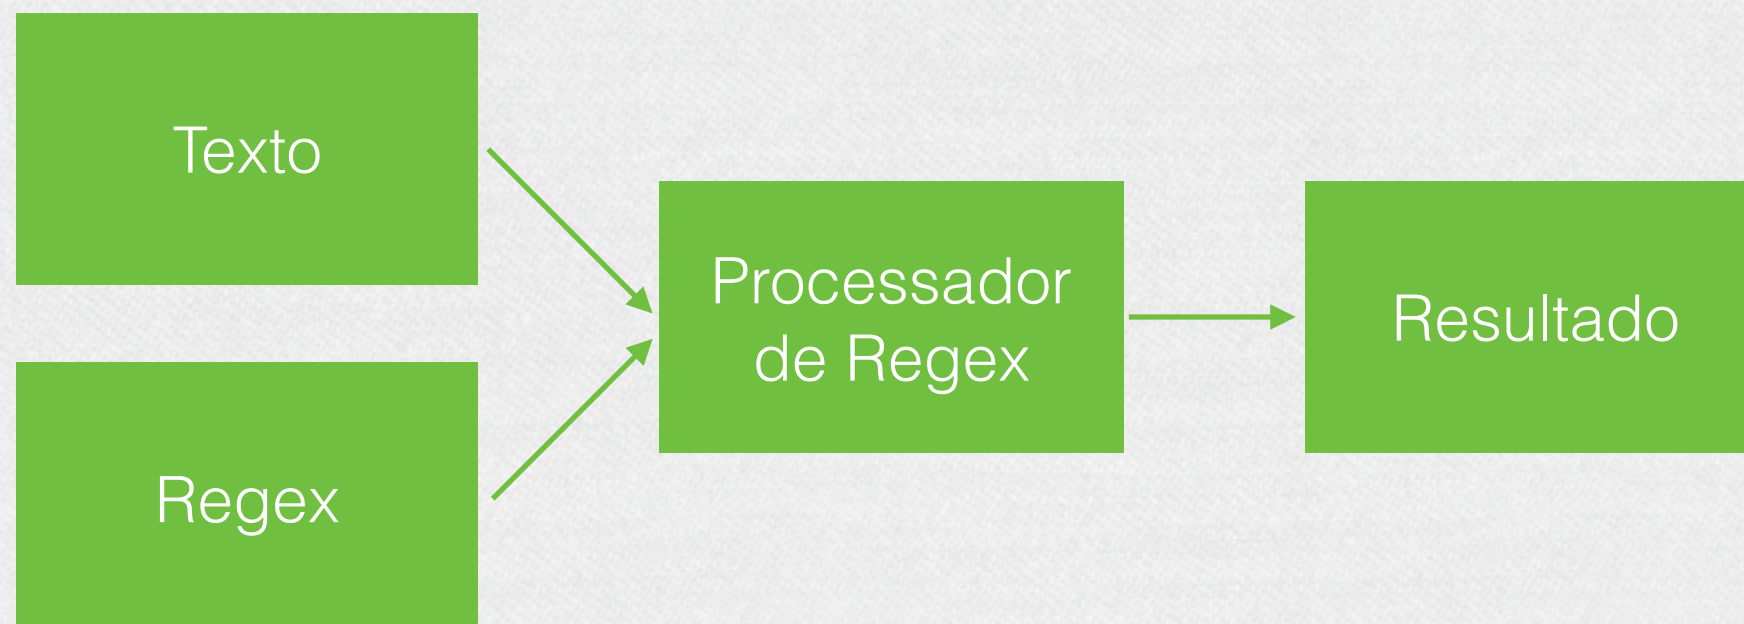 Texto
Regex
Processador
de Regex
Resultado